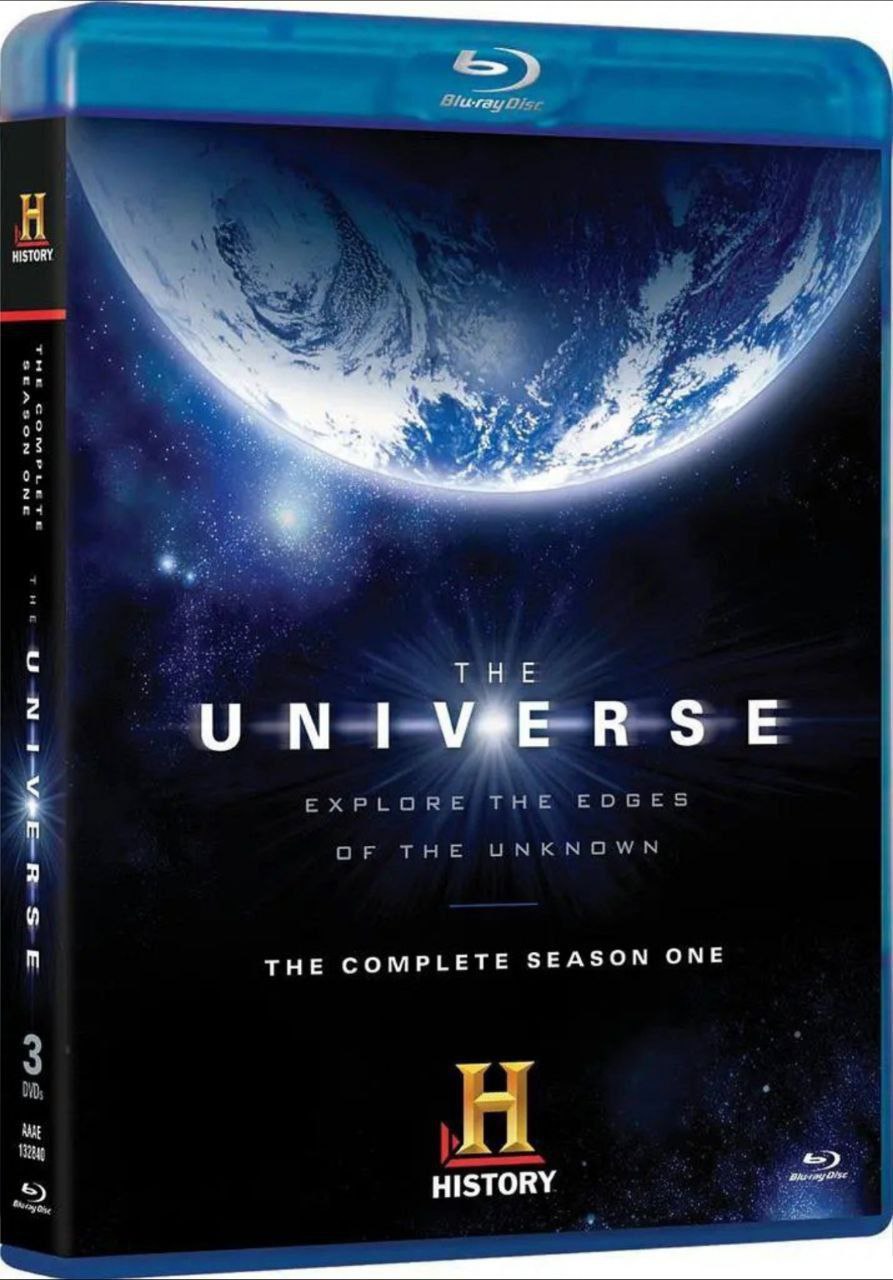 Blu-ray Disc
H
HISTORY
THE COMPLETE
SEASON ONE
THE
UNIVERSE
3
DVDs
AAAE
132840
Blu-ray Disc
THE
UNIVERSE
EXPLORE THE EDGES
OF THE UNKNOWN
THE COMPLETE SEASON ONE
H
HISTORY
Blu-ray Disc